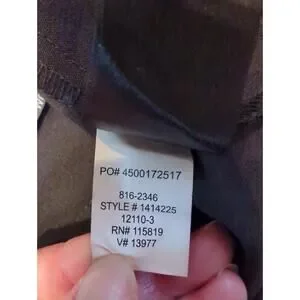 PO# 4500172517
816-2346
STYLE # 1414225
12110-3
RN# 115819
V# 13977